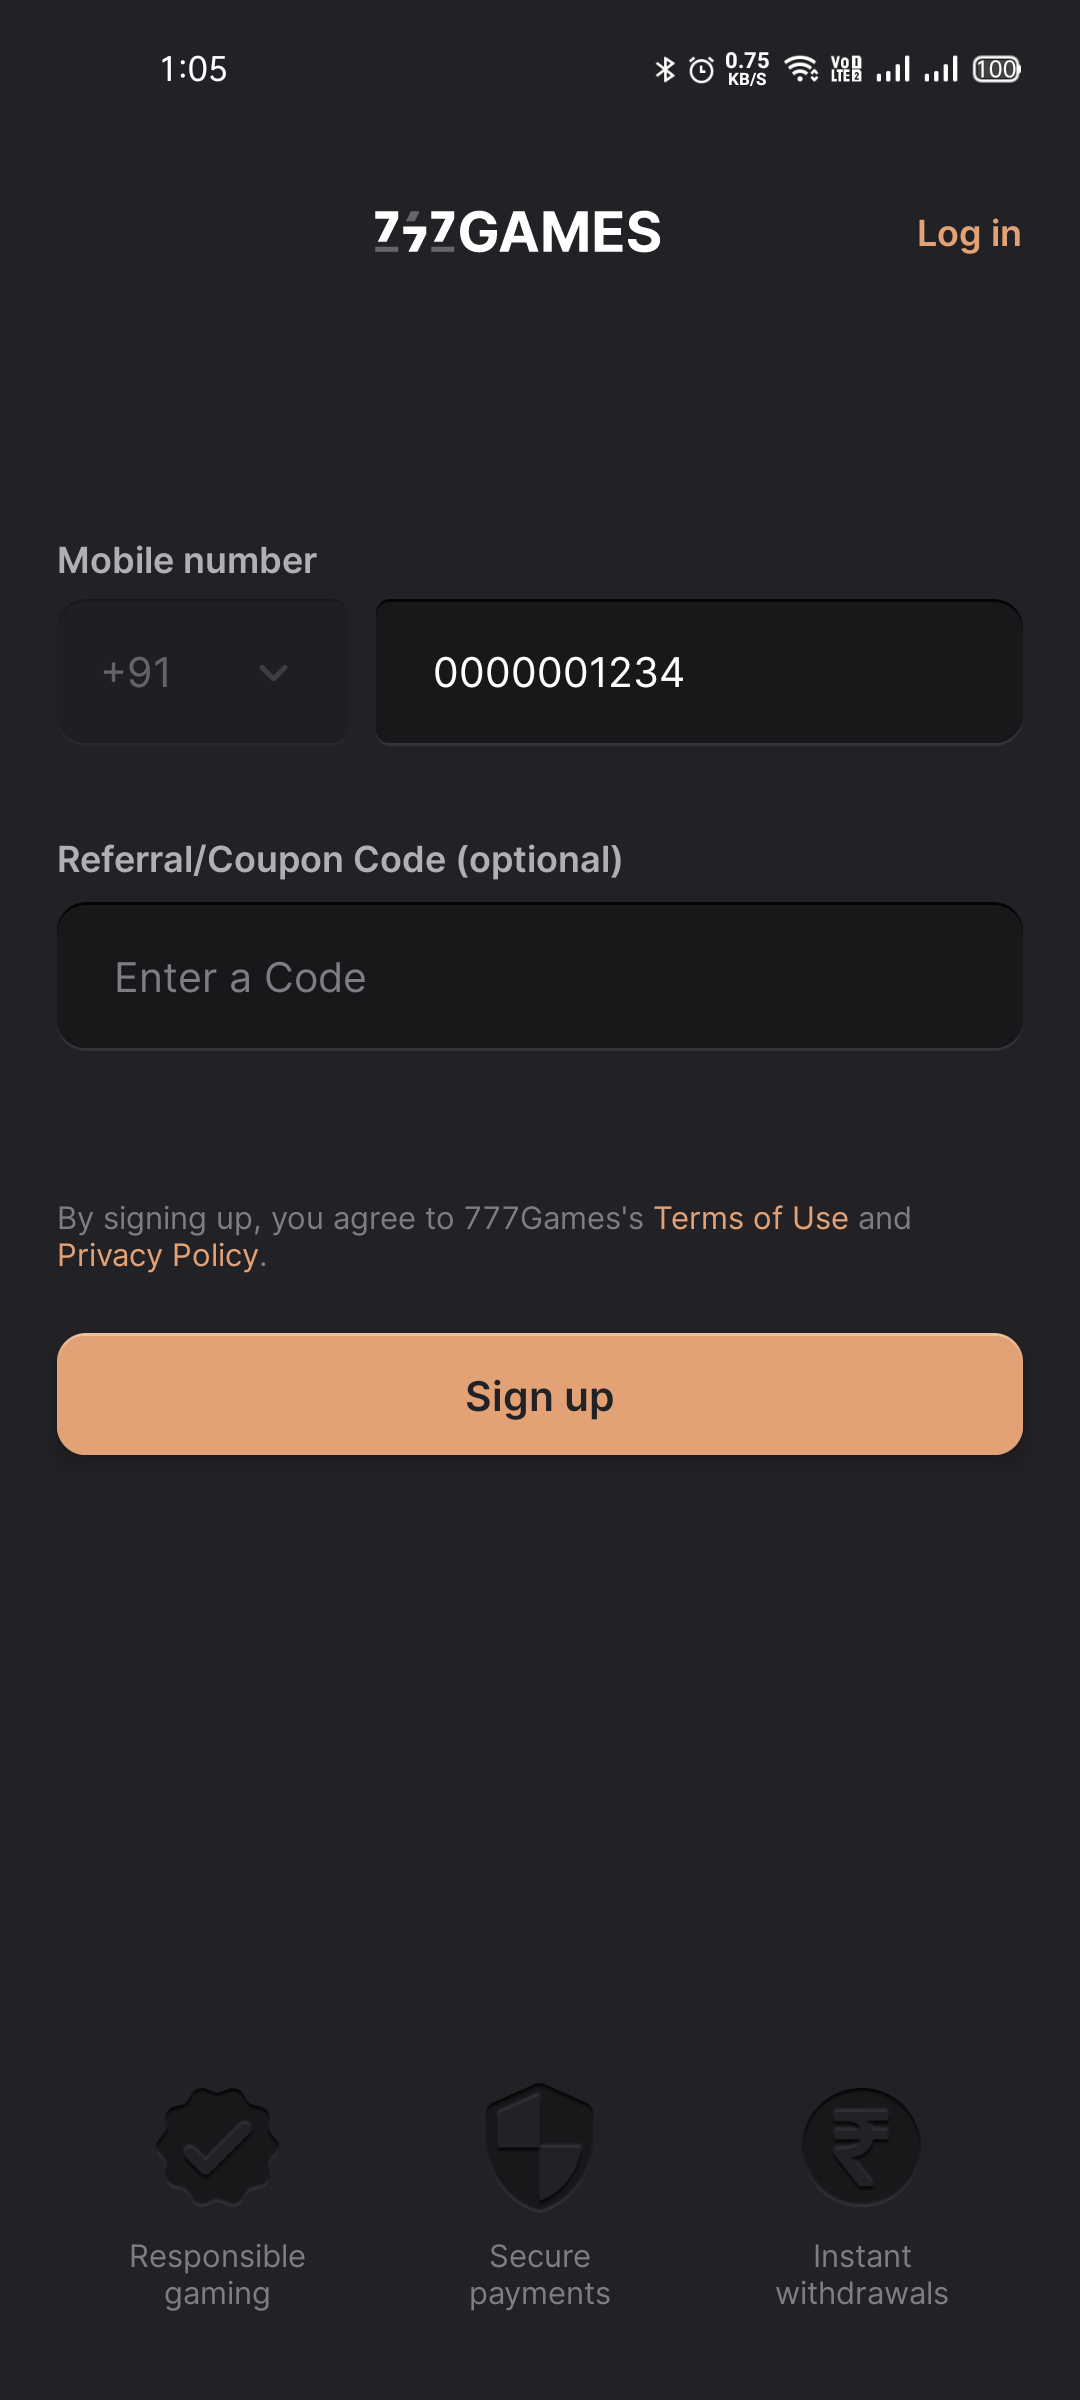 1:05
0.75
KB/S
Vo 1
LTE 2
100
777GAMES
Log in
Mobile number
+91
0000001234
Referral/Coupon Code (optional)
Enter a Code
By signing up, you agree to 777Games's Terms of Use and
Privacy Policy.
Sign up
₹
Responsible
gaming
Secure
payments
Instant
withdrawals